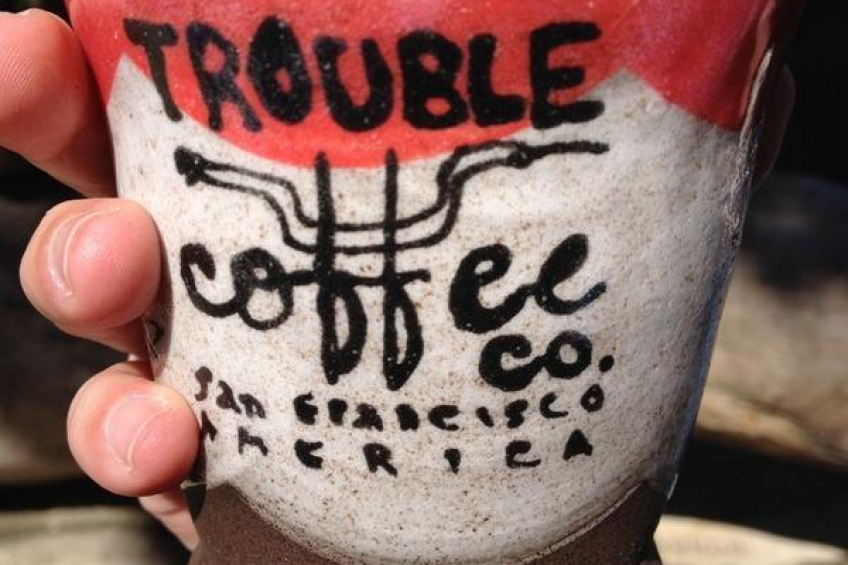 TROUBLE
coffee
co.
San Francisco
AMERICA